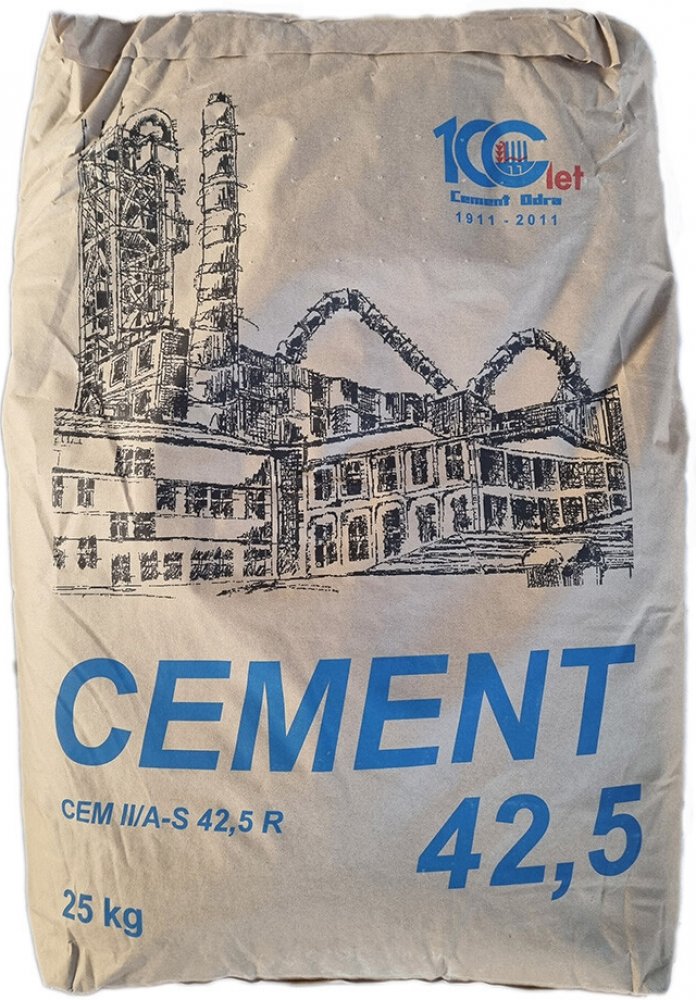 100 let
Cement Odra
1911 - 2011
CEMENT
42,5
CEM II/A-S 42,5 R
25 kg